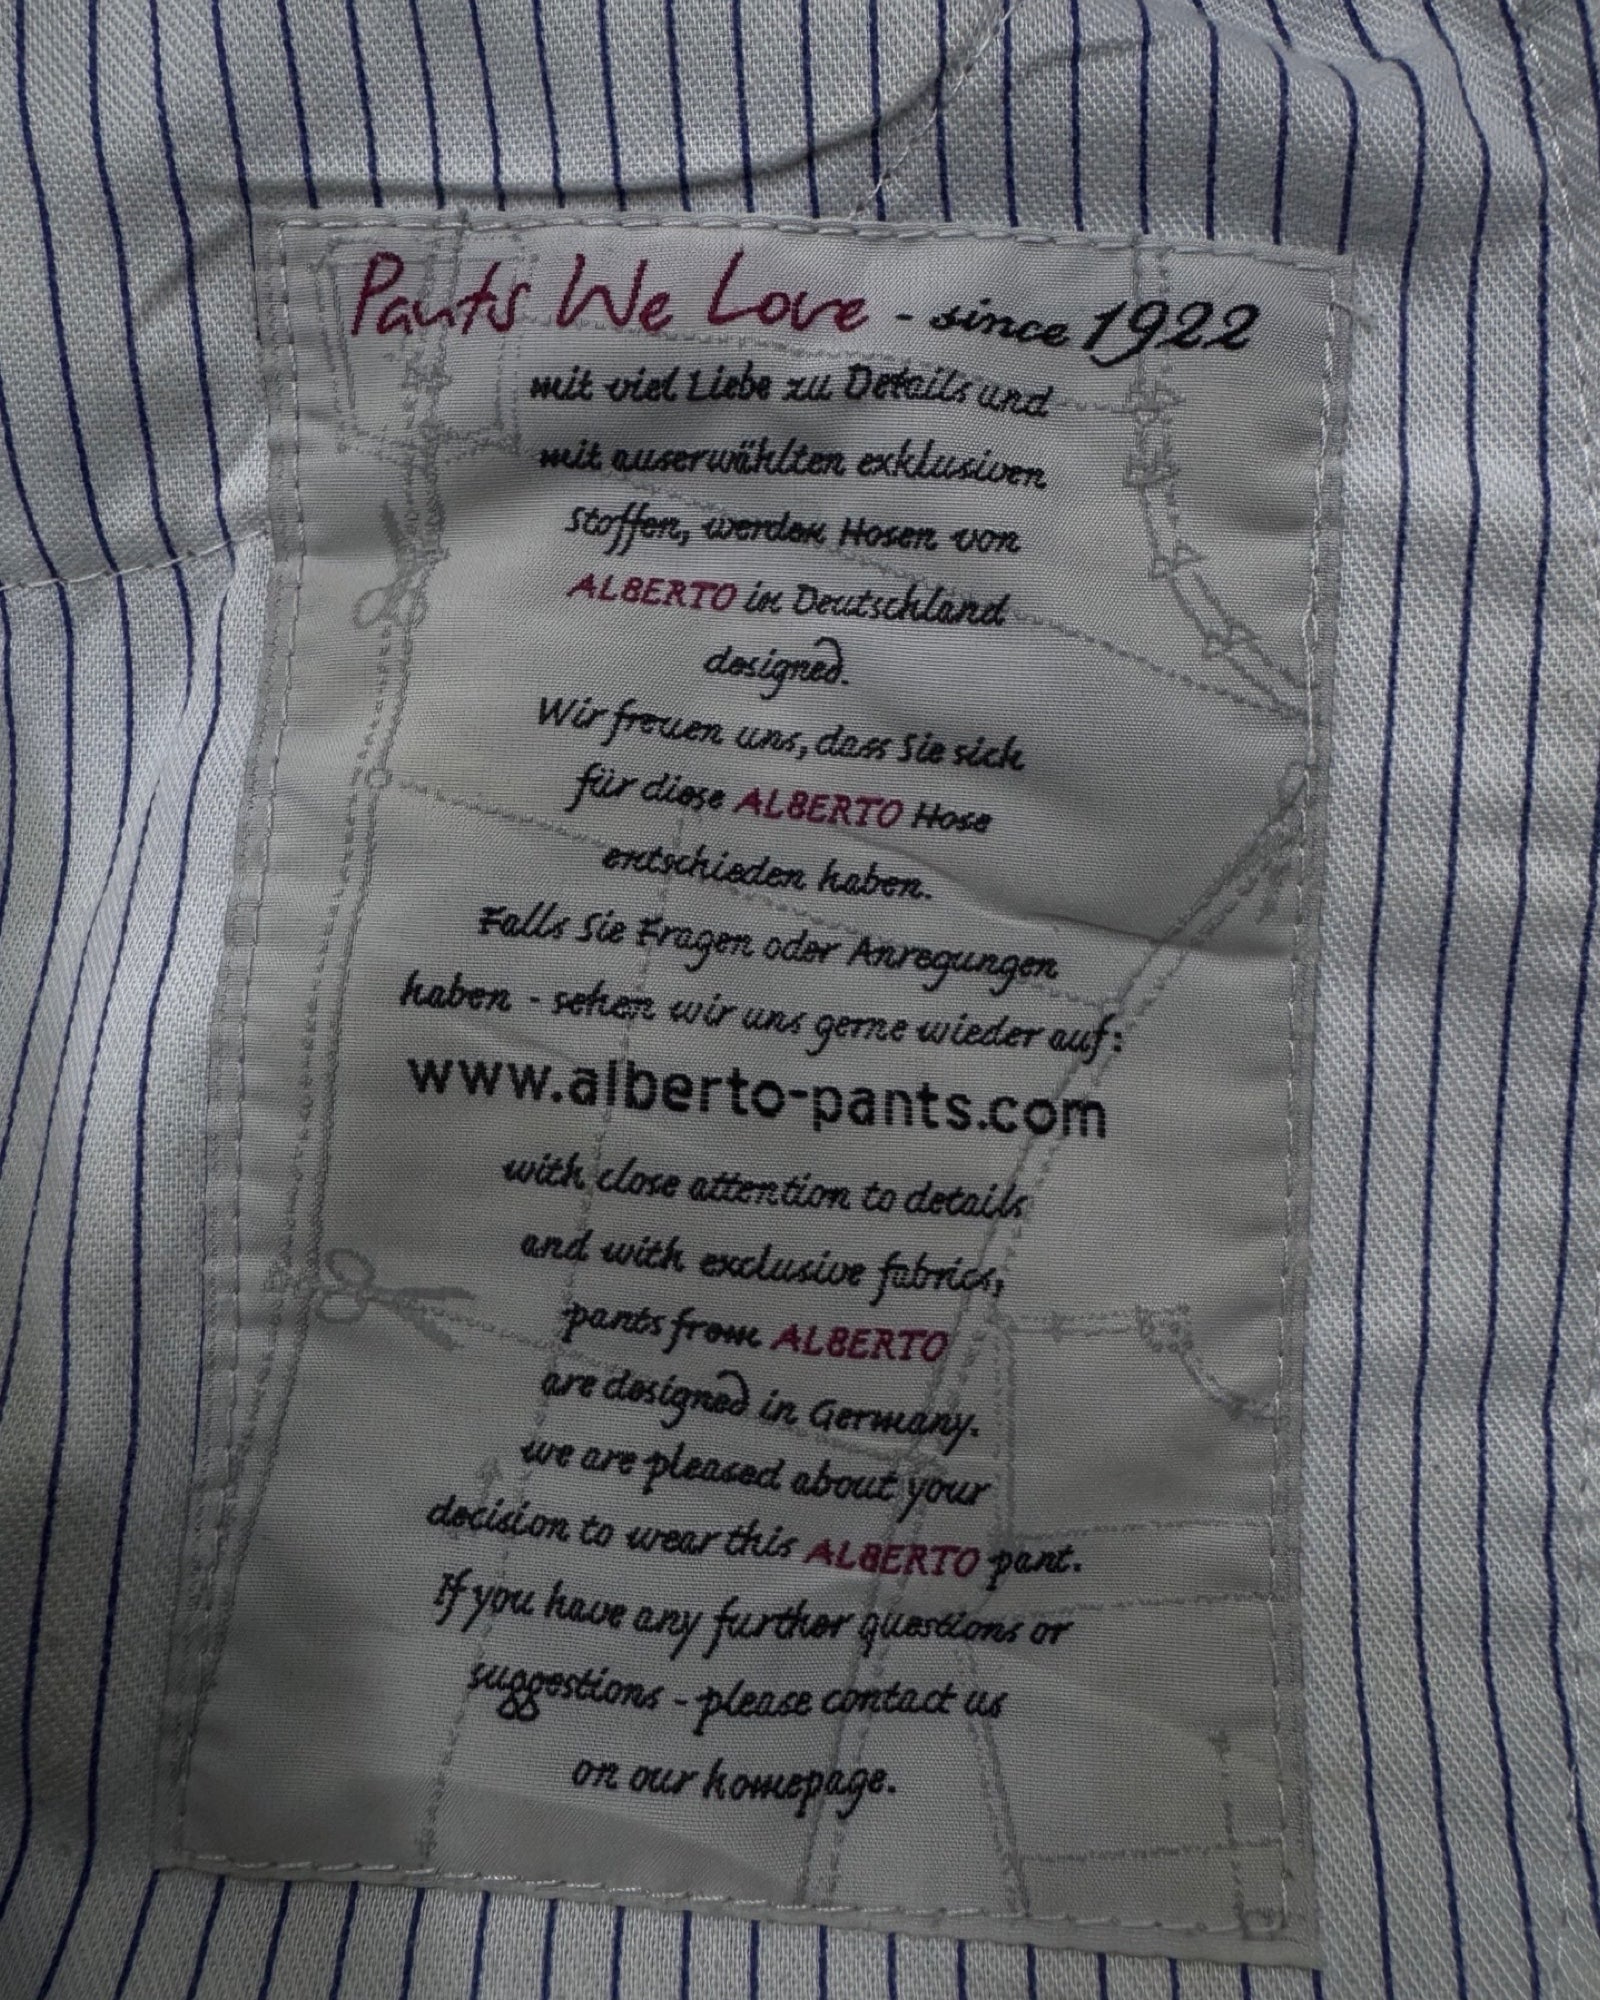 Pants We Love - since 1922
mit viel Liebe zu Details und
mit auserwählten exklusiven
Stoffen, werden Hosen von
ALBERTO in Deutschland
designed.
Wir freuen uns, dass Sie sich
für diese ALBERTO Hose
entschieden haben.
Falls Sie Fragen oder Anregungen
haben - sehen wir uns gerne wieder auf:
www.alberto-pants.com
with close attention to details
and with exclusive fabrics,
pants from ALBERTO
are designed in Germany.
we are pleased about your
decision to wear this ALBERTO pant.
If you have any further questions or
suggestions - please contact us
on our homepage.